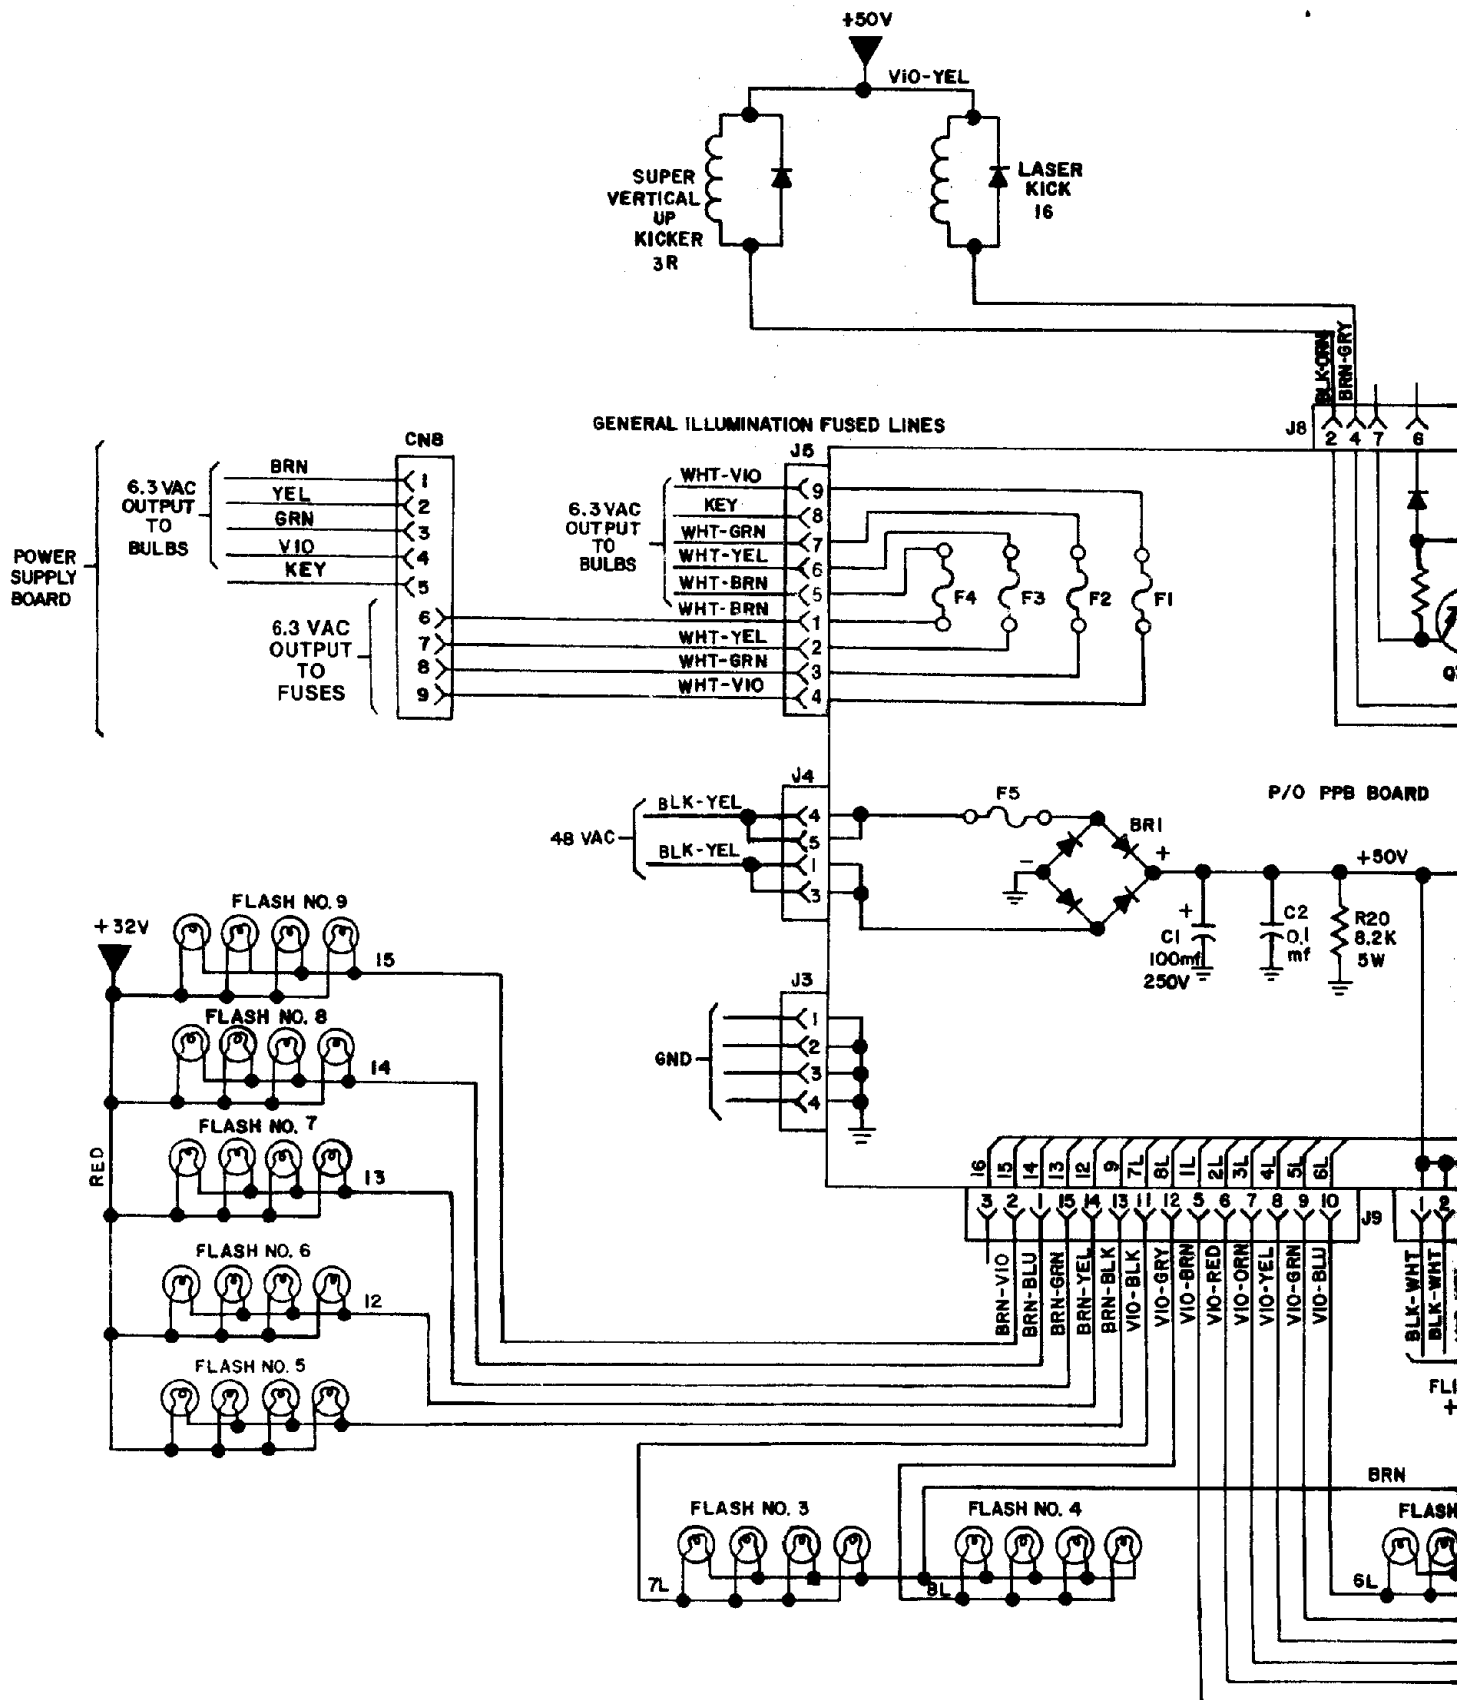 +50V
VIO-YEL
SUPER
VERTICAL
UP
KICKER
3R
LASER
KICK
16
BLK-ORN
BRN-GRY
J8
2 4 7 6
GENERAL ILLUMINATION FUSED LINES
POWER
SUPPLY
BOARD
CN8
6.3 VAC
OUTPUT
TO
BULBS
BRN 1
YEL 2
GRN 3
VIO 4
KEY 5
6.3 VAC
OUTPUT
TO
FUSES
6
7
8
9
J5
6.3 VAC
OUTPUT
TO
BULBS
WHT-VIO 9
KEY 8
WHT-GRN 7
WHT-YEL 6
WHT-BRN 5
WHT-BRN 1
WHT-YEL 2
WHT-GRN 3
WHT-VIO 4
F4 F3 F2 F1
J4
48 VAC
BLK-YEL 4
5
BLK-YEL 1
3
F5
BR1
- +
P/O PPB BOARD
+50V
+
C1
100mf
250V
C2
0.1
mf
R20
8.2K
5W
J3
GND
1
2
3
4
+32V
RED
FLASH NO. 9
15
FLASH NO. 8
14
FLASH NO. 7
13
FLASH NO. 6
12
FLASH NO. 5
16 15 14 13 12 9 7L 8L 1L 2L 3L 4L 5L 6L
3 2 1 15 14 13 11 12 5 6 7 8 9 10
J9
1 2
BRN-VIO
BRN-BLU
BRN-GRN
BRN-YEL
BRN-BLK
VIO-BLK
VIO-GRY
VIO-BRN
VIO-RED
VIO-ORN
VIO-YEL
VIO-GRN
VIO-BLU
BLK-WHT
BLK-WHT
FLI
+
BRN
FLASH NO. 3
7L
FLASH NO. 4
8L
FLASH
6L